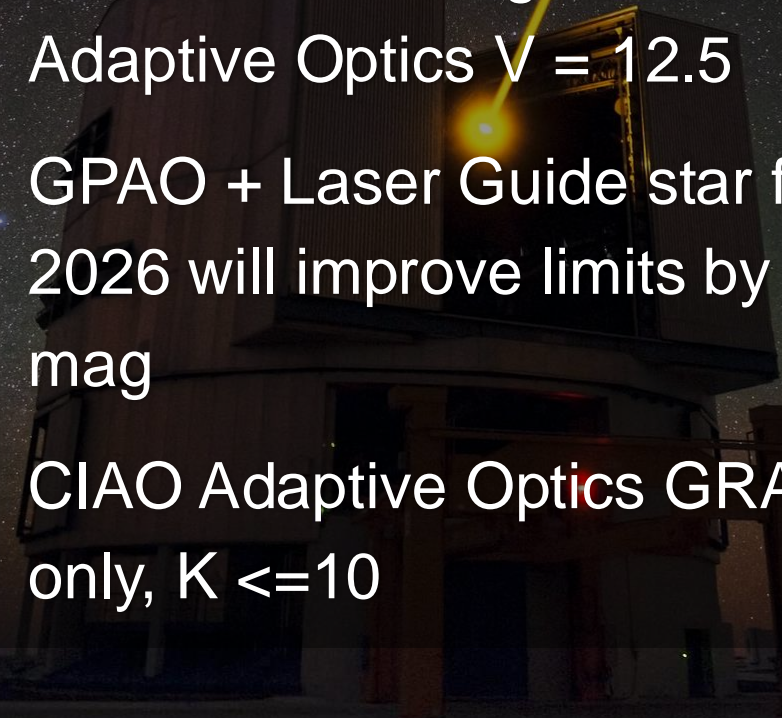 Adaptive Optics V = 12.5
GPAO + Laser Guide star
2026 will improve limits by
mag
CIAO Adaptive Optics
only, K <=10